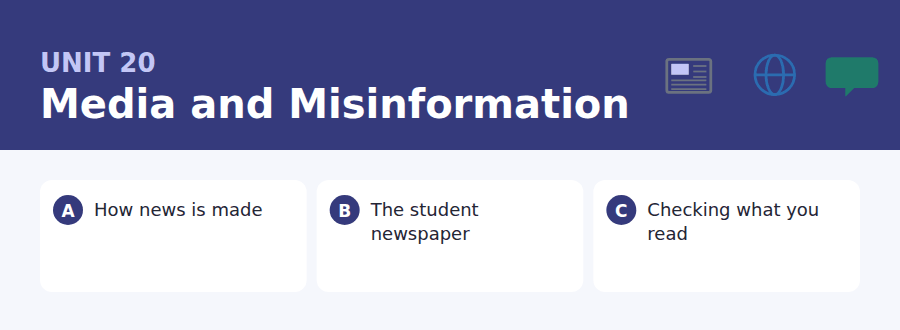 UNIT 20
Media and Misinformation
A How news is made
B The student
newspaper
C Checking what you
read